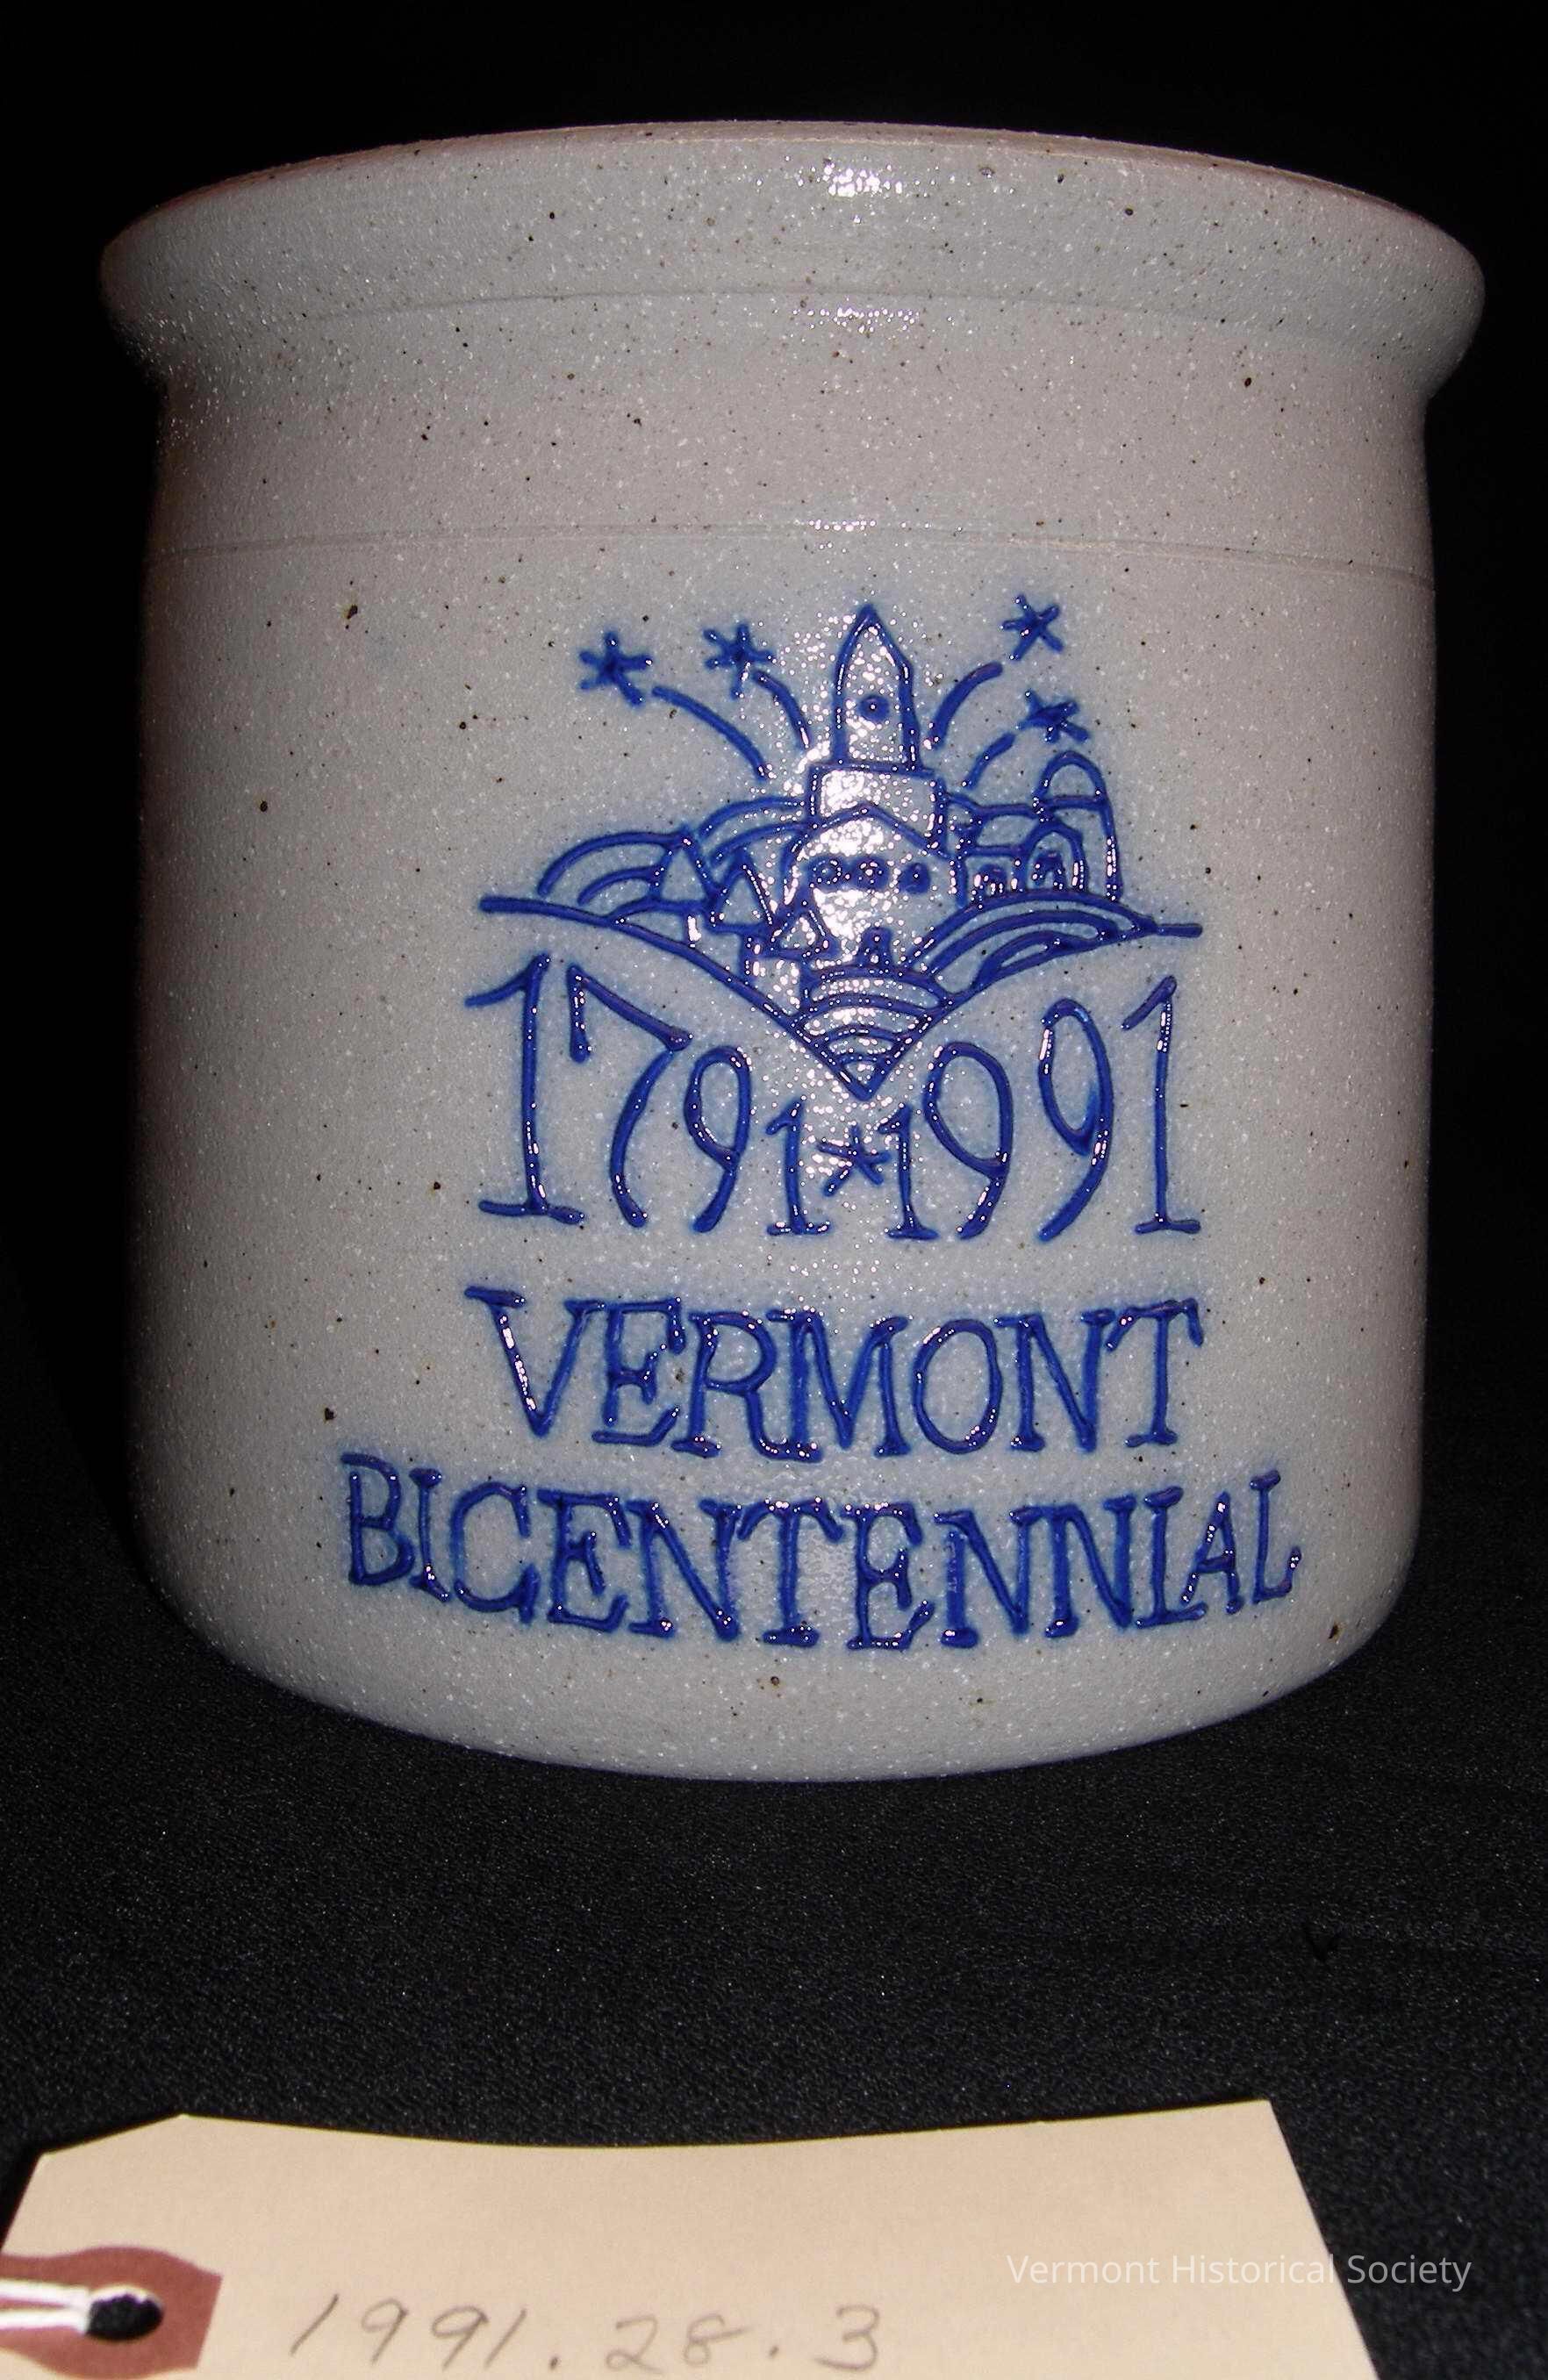 1791*1991
VERMONT
BICENTENNIAL
Vermont Historical Society
1991.28.3